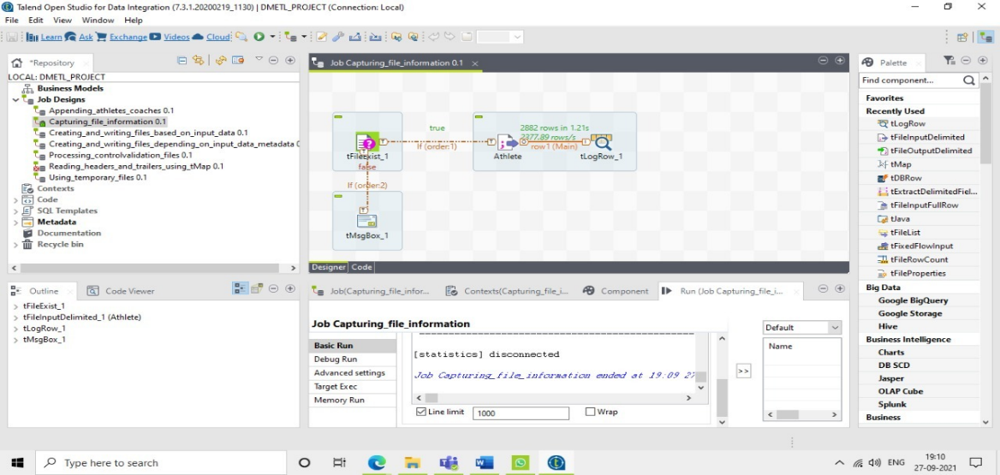 Talend Open Studio for Data Integration (7.3.1.20200219_1130) | DMETL_PROJECT (Connection: Local)
File Edit View Window Help
Learn Ask Exchange Videos Cloud
*Repository
LOCAL: DMETL_PROJECT
Business Models
Job Designs
Appending_athletes_coaches 0.1
Capturing_file_information 0.1
Creating_and_writing_files_based_on_input_data 0.1
Creating_and_writing_files_depending_on_input_data_metadata 0
Processing_controlvalidation_files 0.1
Reading_headers_and_trailers_using_tMap 0.1
Using_temporary_files 0.1
Contexts
Code
SQL Templates
Metadata
Documentation
Recycle bin
Job Capturing_file_information 0.1
true
If (order:1)
tFileExist_1
false
If (order:2)
tMsgBox_1
2882 rows in 1.21s
2377.89 rows/s
row1 (Main)
Athlete
tLogRow_1
Designer Code
Palette
Find component...
Favorites
Recently Used
tLogRow
tFileInputDelimited
tFileOutputDelimited
tMap
tDBRow
tExtractDelimitedFiel...
tFileInputFullRow
tJava
tFileList
tFixedFlowInput
tFileRowCount
tFileProperties
Big Data
Google BigQuery
Google Storage
Hive
Business Intelligence
Charts
DB SCD
Jasper
OLAP Cube
Splunk
Business
Outline Code Viewer
tFileExist_1
tFileInputDelimited_1 (Athlete)
tLogRow_1
tMsgBox_1
Job(Capturing_file_infor... Contexts(Capturing_file_i... Component Run (Job Capturing_file_i...
Job Capturing_file_information
Basic Run
Debug Run
Advanced settings
Target Exec
Memory Run
[statistics] disconnected
Job Capturing_file_information ended at 19:09 27
Line limit 1000 Wrap
>>
Default
Name
Type here to search
ENG
19:10
27-09-2021